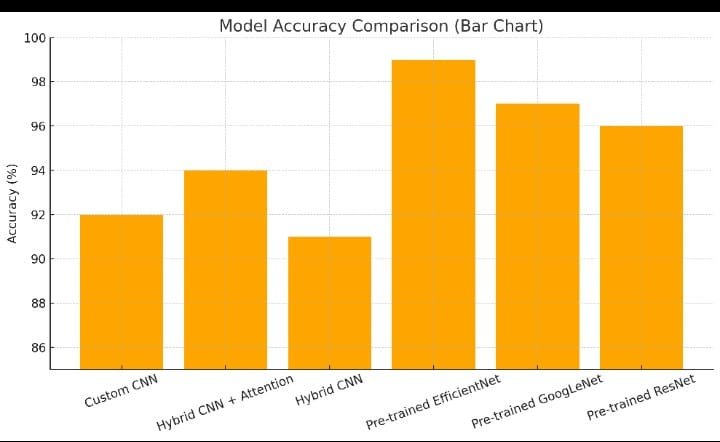 Model Accuracy Comparison (Bar Chart)
Accuracy (%)
100
98
96
94
92
90
88
86
Custom CNN
Hybrid CNN + Attention
Hybrid CNN
Pre-trained EfficientNet
Pre-trained GoogLeNet
Pre-trained ResNet